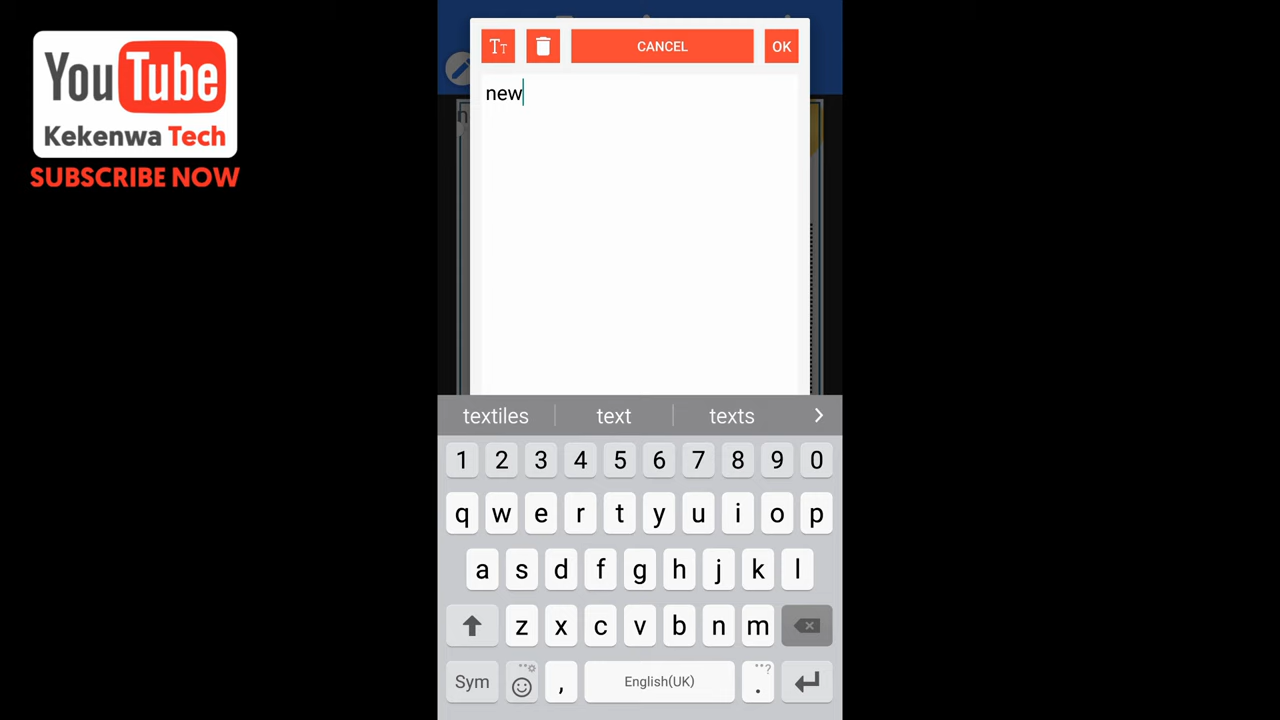 YouTube
Kekenwa Tech
SUBSCRIBE NOW
TT CANCEL OK
new
n
textiles text texts
1 2 3 4 5 6 7 8 9 0
q w e r t y u i o p
a s d f g h j k l
z x c v b n m
Sym , English(UK) . ?